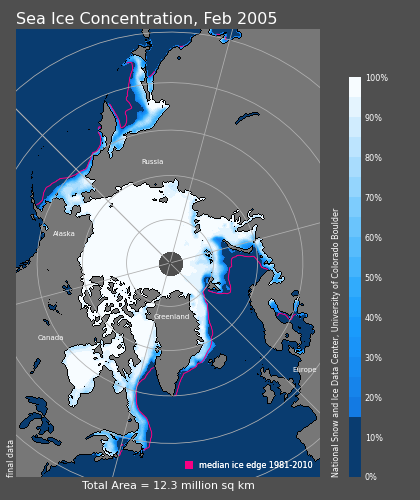 Sea Ice Concentration, Feb 2005
Russia
Alaska
Greenland
Canada
Europe
median ice edge 1981-2010
Total Area = 12.3 million sq km
final data
National Snow and Ice Data Center, University of Colorado Boulder
100%
90%
80%
70%
60%
50%
40%
30%
20%
10%
0%